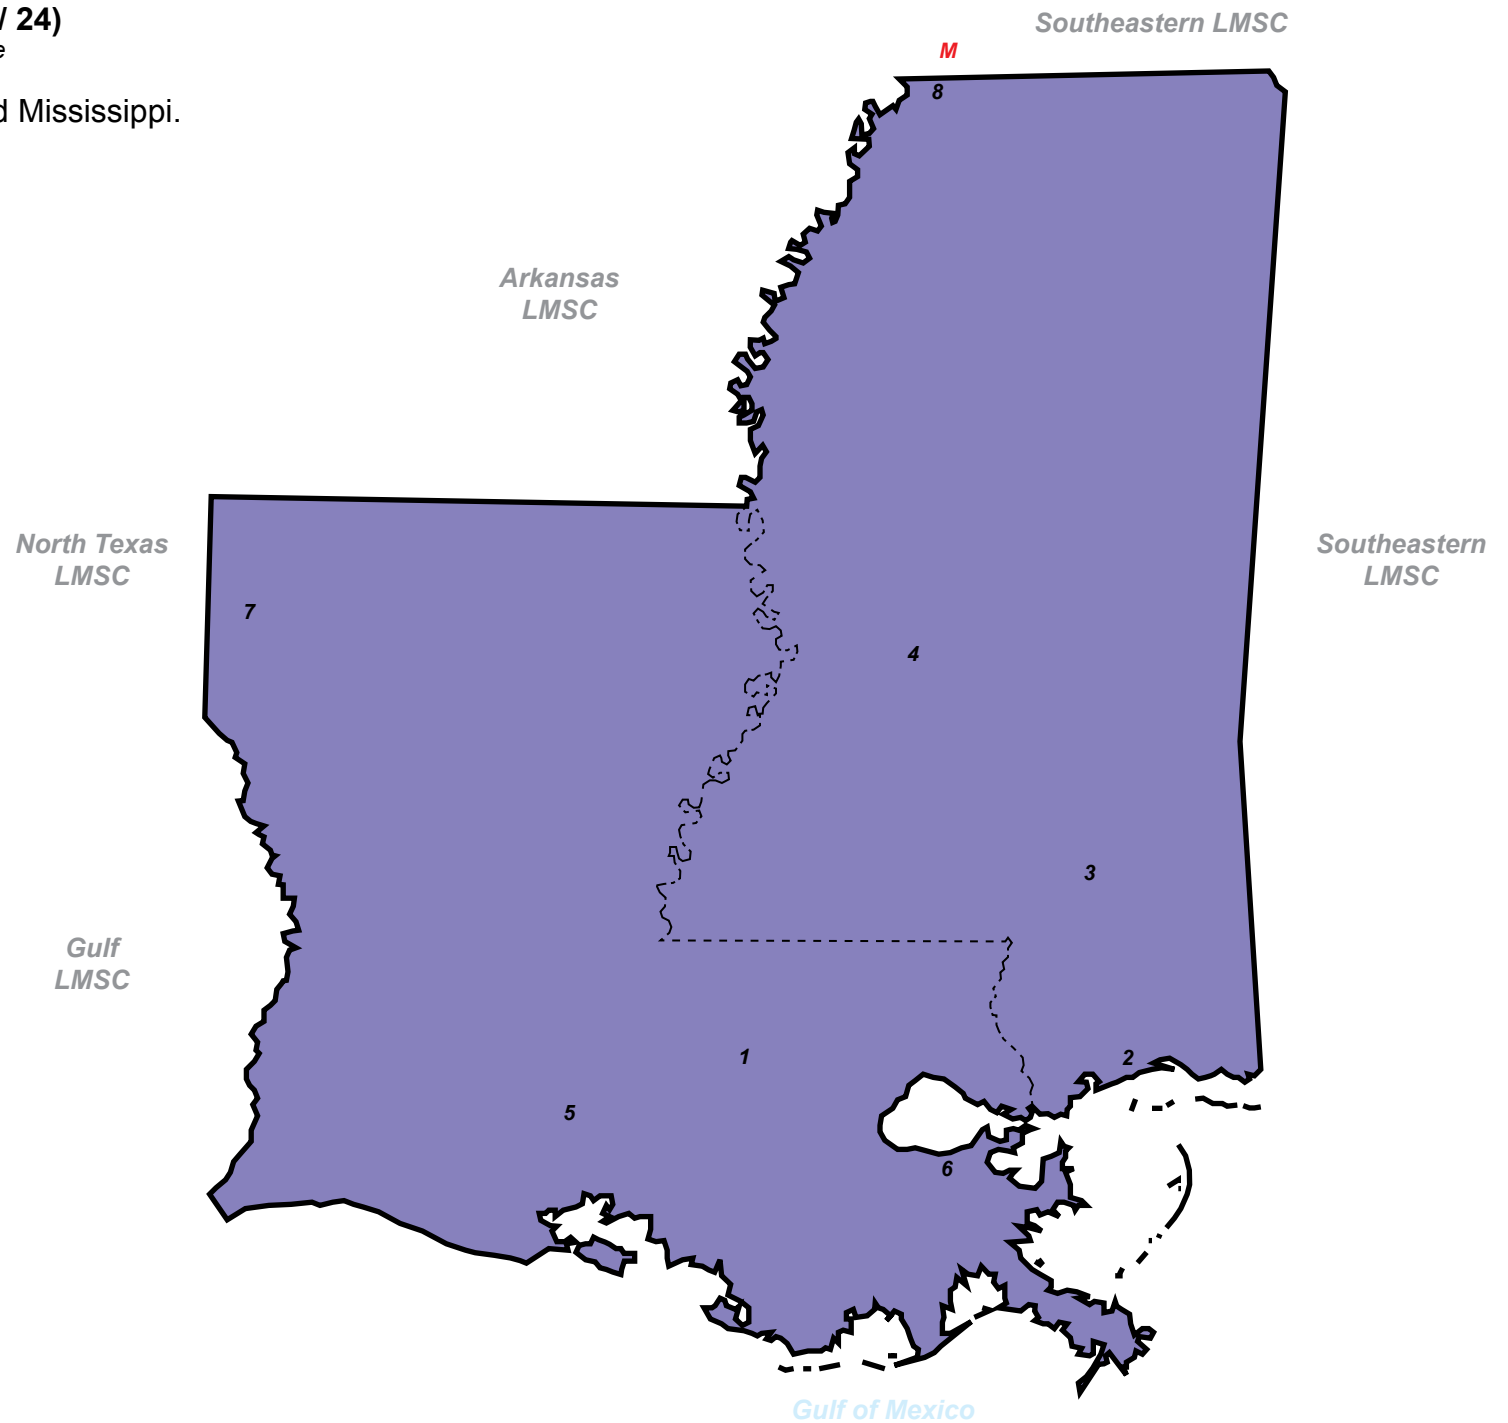 / 24)
Southeastern LMSC
e
M
d Mississippi.
8
Arkansas
LMSC
North Texas
LMSC
Southeastern
LMSC
7
4
3
Gulf
LMSC
1
2
5
6
Gulf of Mexico